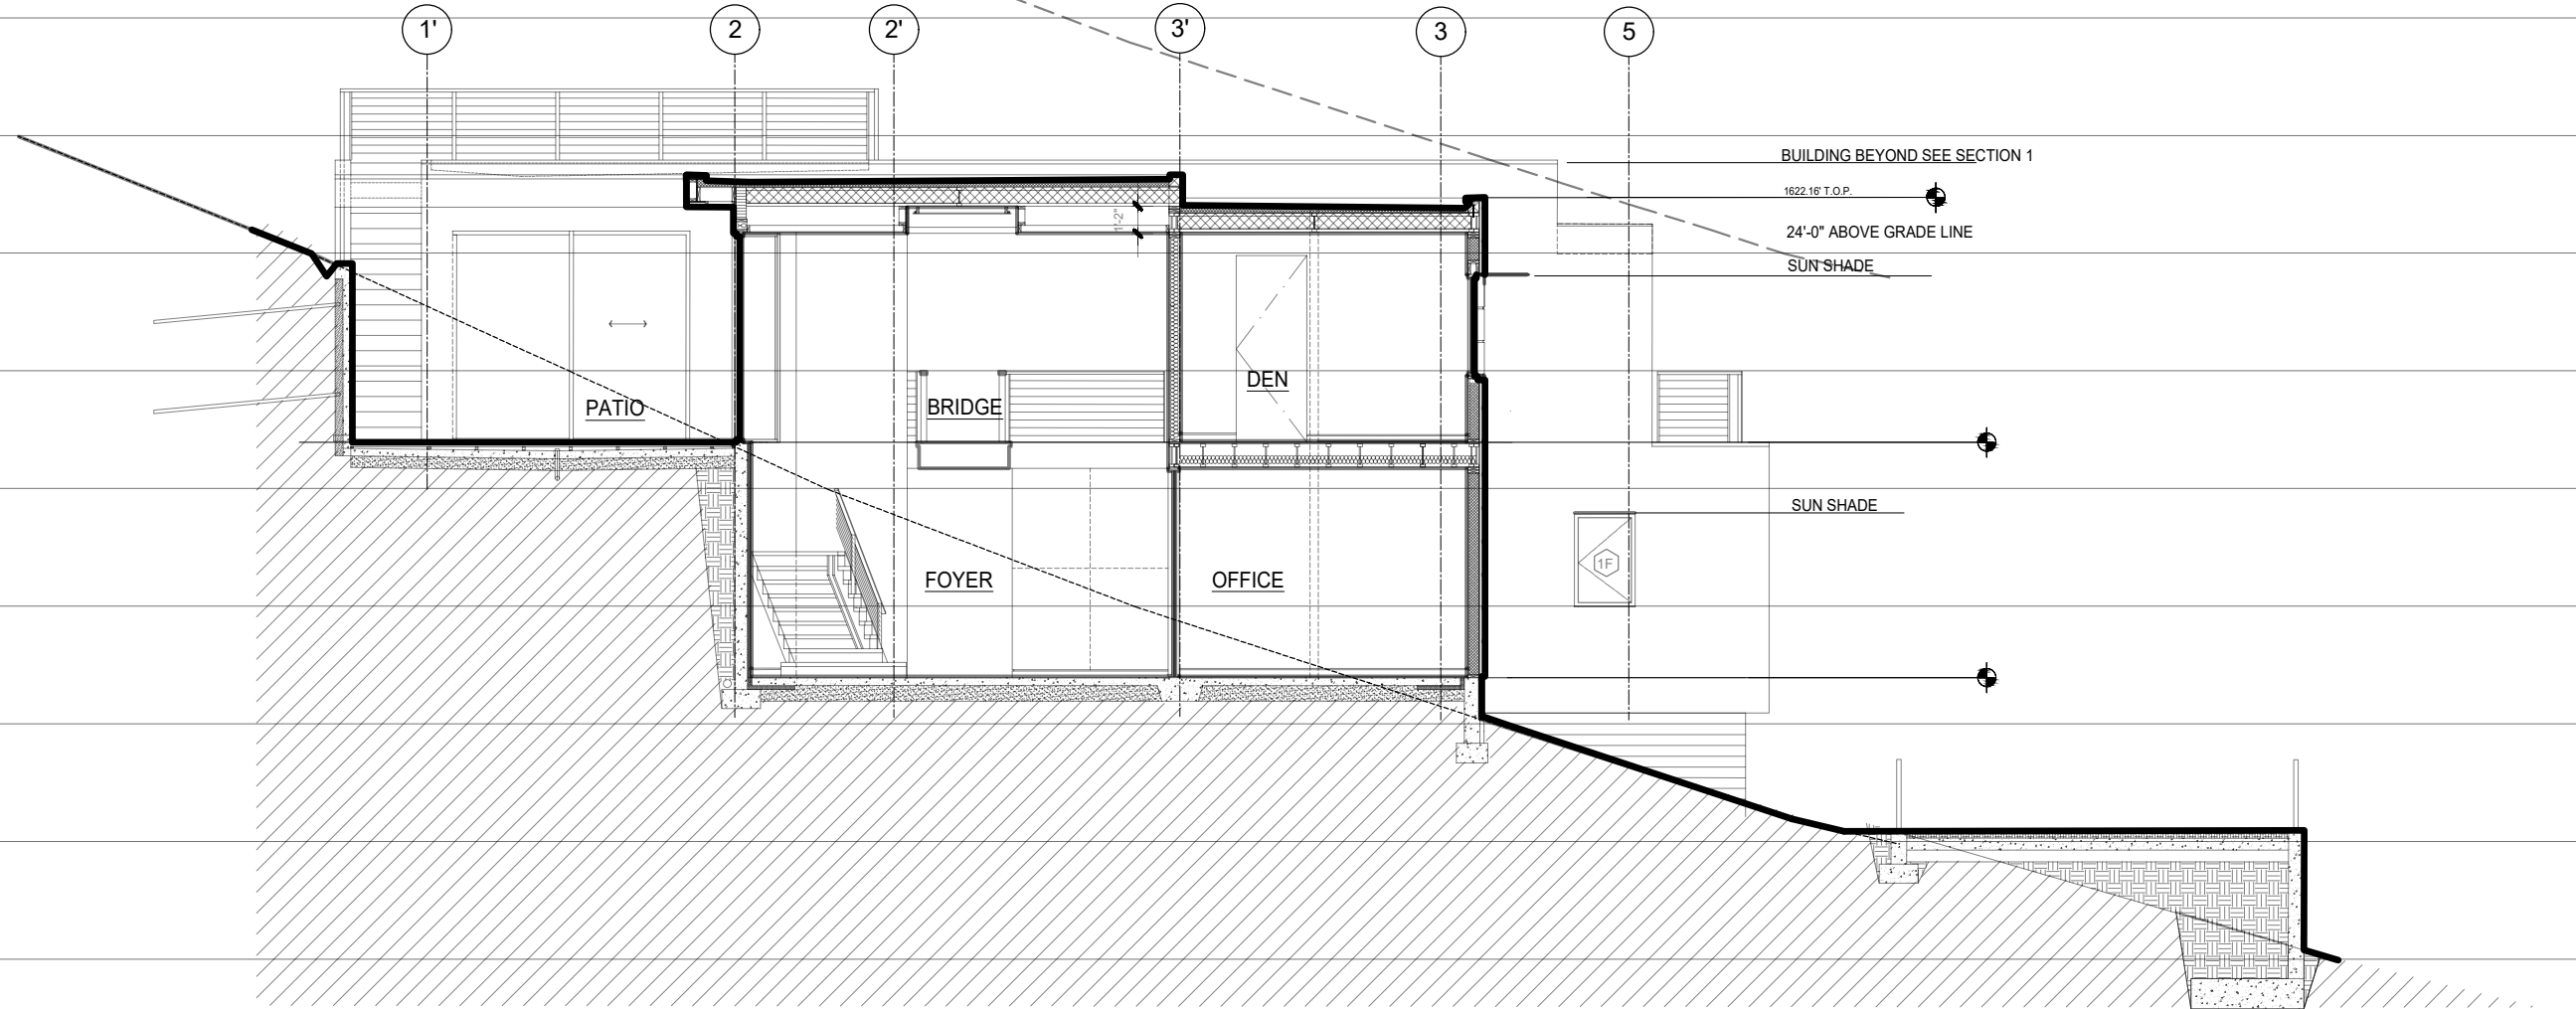 1' 2 2' 3' 3 5
BUILDING BEYOND SEE SECTION 1
1622.16' T.O.P.
1'-2"
24'-0" ABOVE GRADE LINE
SUN SHADE
DEN
PATIO
BRIDGE
SUN SHADE
1F
FOYER
OFFICE